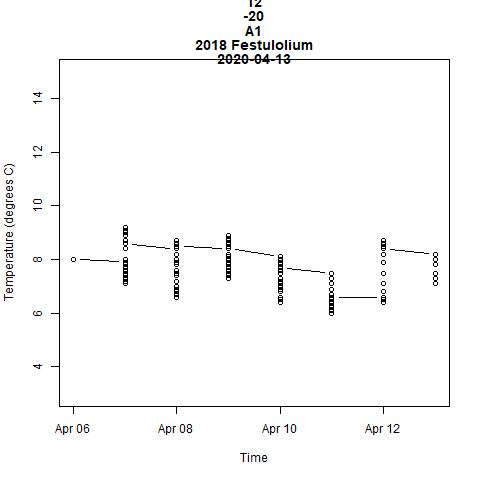 12
-20
A1
2018 Festulolium
2020-04-13
Temperature (degrees C)
14
12
10
8
6
4
Apr 06
Apr 08
Apr 10
Apr 12
Time